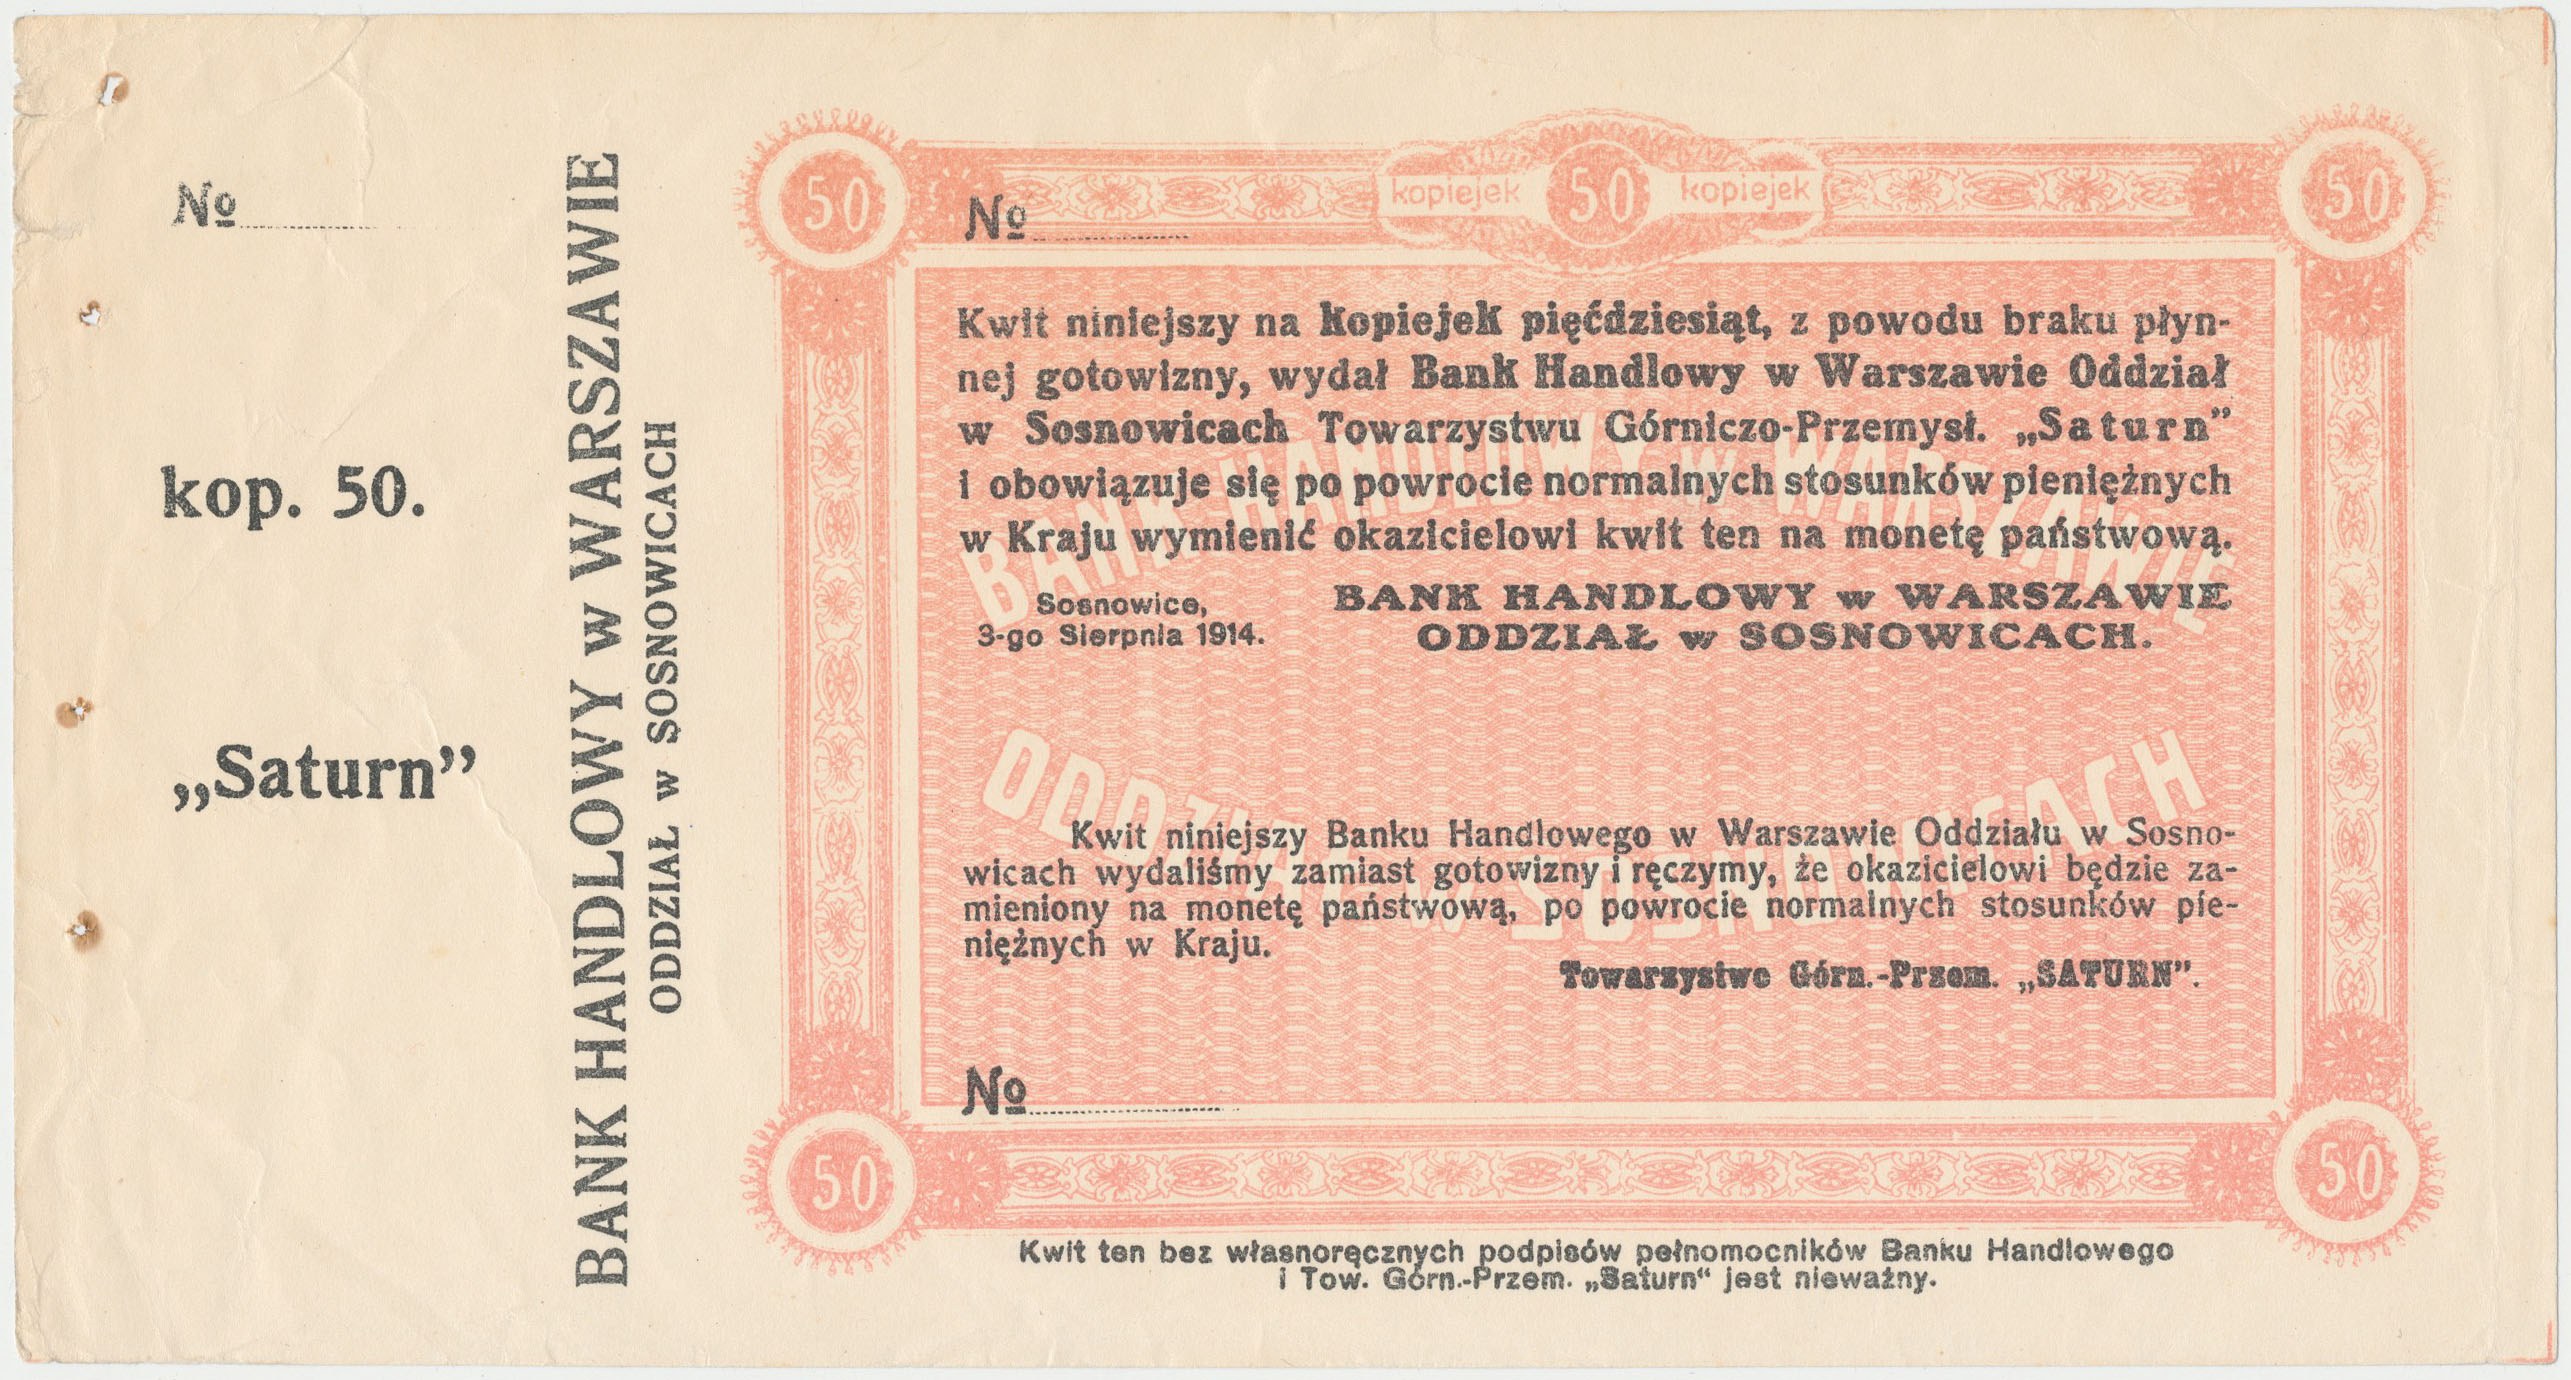 №
kop. 50.
„Saturn”
BANK HANDLOWY w WARSZAWIE
ODDZIAŁ w SOSNOWICACH
50
kopiejek 50 kopiejek
50
№
Kwit niniejszy na kopiejek pięćdziesiąt, z powodu braku płyn-
nej gotowizny, wydał Bank Handlowy w Warszawie Oddział
w Sosnowicach Towarzystwu Górniczo-Przemysł. „Saturn”
i obowiązuje się po powrocie normalnych stosunków pieniężnych
w Kraju wymienić okazicielowi kwit ten na monetę państwową.
BANK HANDLOWY w WARSZAWIE
Sosnowice,
3-go Sierpnia 1914.
BANK HANDLOWY w WARSZAWIE
ODDZIAŁ w SOSNOWICACH.
ODDZIAŁ w SOSNOWICACH
Kwit niniejszy Banku Handlowego w Warszawie Oddziału w Sosno-
wicach wydaliśmy zamiast gotowizny i ręczymy, że okazicielowi będzie za-
mieniony na monetę państwową, po powrocie normalnych stosunków pie-
niężnych w Kraju.
Towarzystwo Górn.-Przem. „SATURN”.
№
50
50
Kwit ten bez własnoręcznych podpisów pełnomocników Banku Handlowego
i Tow. Górn.-Przem. „Saturn“ jest nieważny.